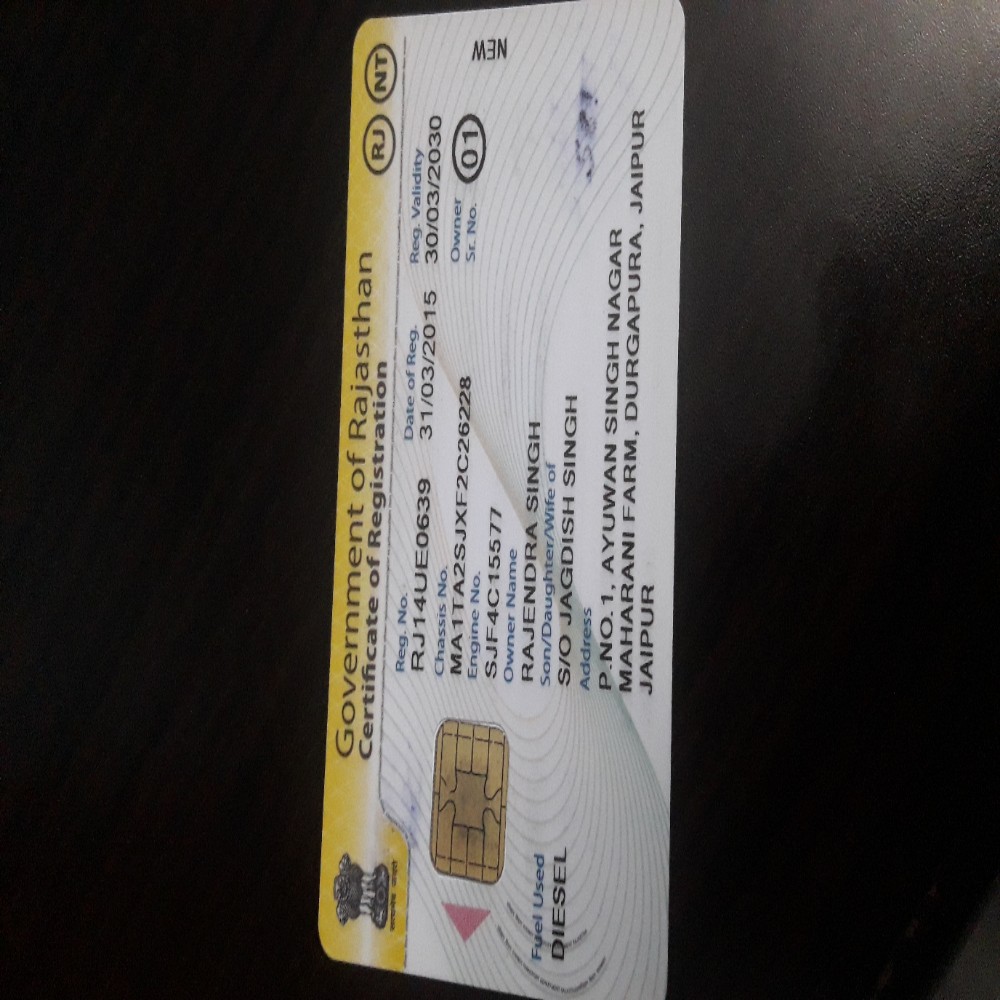 Government of Rajasthan
Certificate of Registration
RJ NT
Reg. No. Date of Reg. Reg. Validity
RJ14UE0639 31/03/2015 30/03/2030
Chassis No. Owner
MA1TA2SJXF2C26228 Sr. No. 01
Engine No.
SJF4C15577
NEW
Owner Name
RAJENDRA SINGH
Son/Daughter/Wife of
S/O JAGDISH SINGH
Address
P.NO.1, AYUWAN SINGH NAGAR
MAHARANI FARM, DURGAPURA, JAIPUR
JAIPUR
Fuel Used
DIESEL